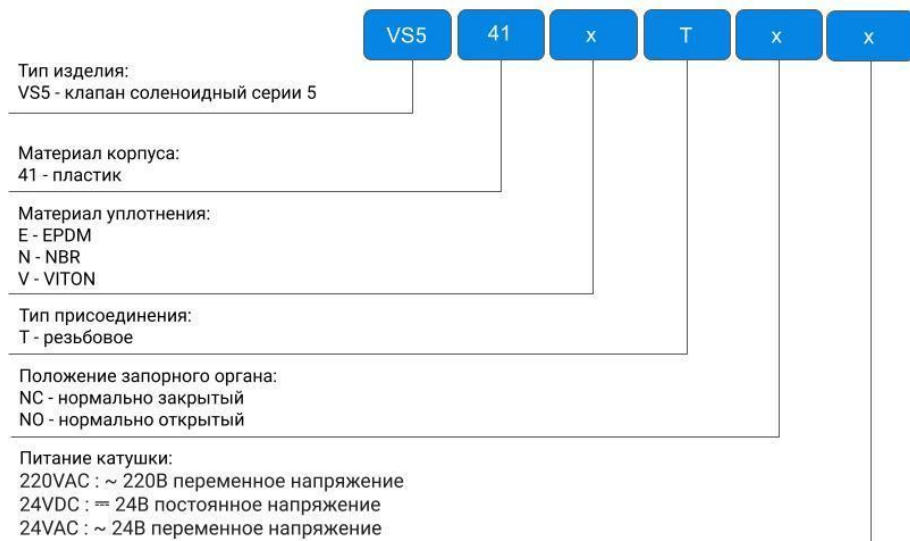 VS5 41 x T x x
Тип изделия:
VS5 - клапан соленоидный серии 5
Материал корпуса:
41 - пластик
Материал уплотнения:
E - EPDM
N - NBR
V - VITON
Тип присоединения:
T - резьбовое
Положение запорного органа:
NC - нормально закрытый
NO - нормально открытый
Питание катушки:
220VAC : ~ 220В переменное напряжение
24VDC : ⎓ 24В постоянное напряжение
24VAC : ~ 24В переменное напряжение